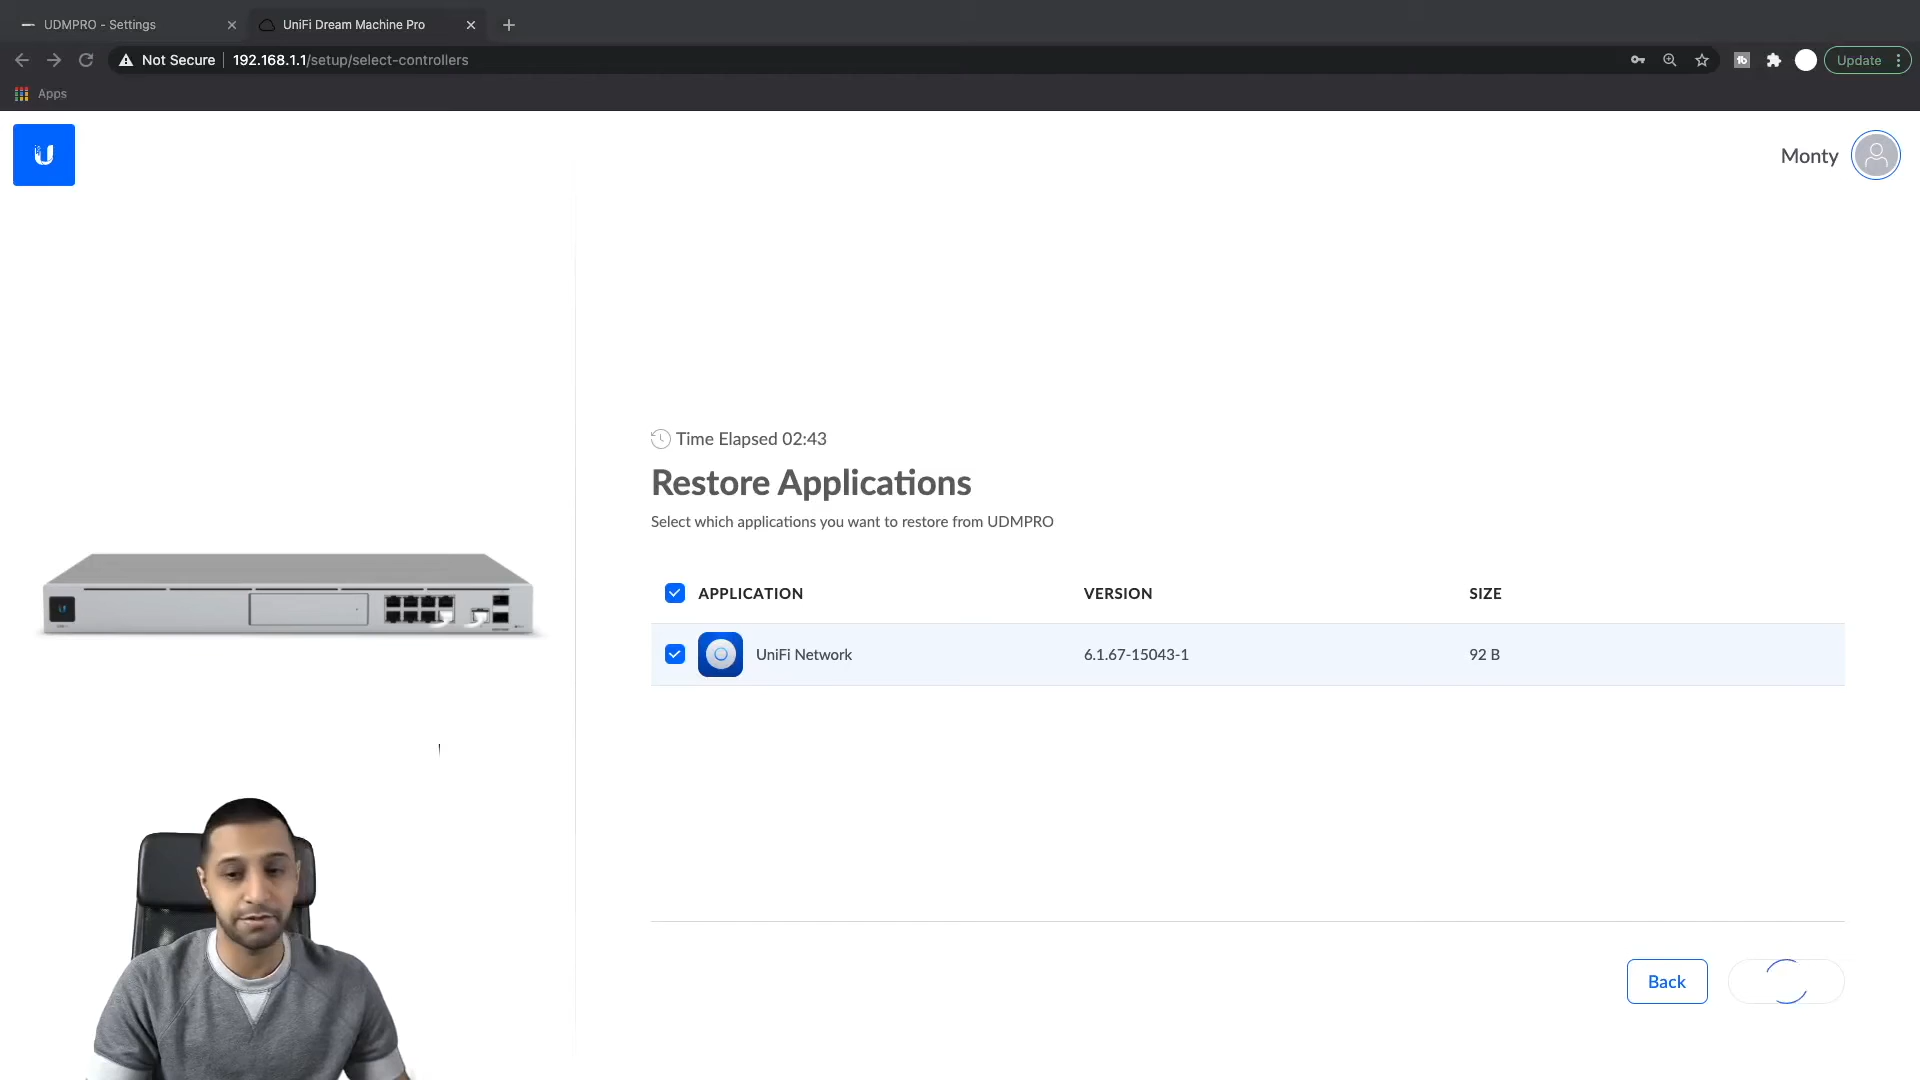 UDMPRO - Settings
UniFi Dream Machine Pro
Not Secure
192.168.1.1/setup/select-controllers
Update
Apps
Monty
Time Elapsed 02:43
Restore Applications
Select which applications you want to restore from UDMPRO
APPLICATION VERSION SIZE
UniFi Network 6.1.67-15043-1 92 B
Back